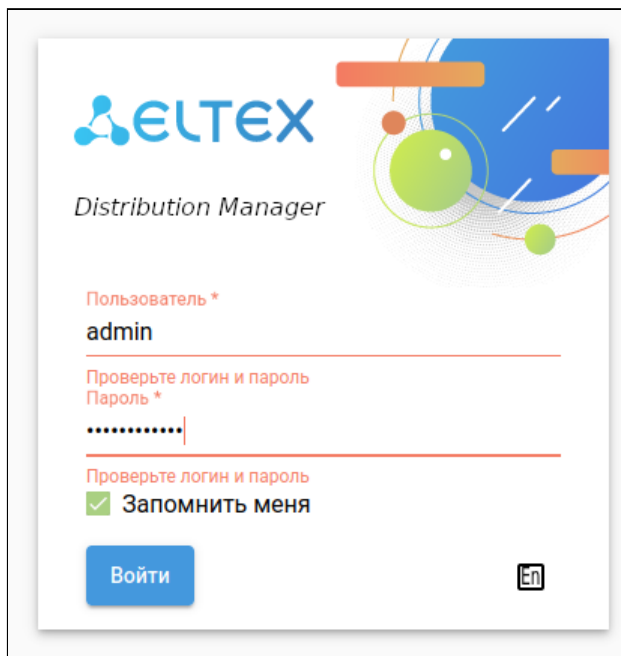 ELTEX
Distribution Manager
Пользователь *
admin
Проверьте логин и пароль
Пароль *
••••••••••••
Проверьте логин и пароль
Запомнить меня
Войти
En